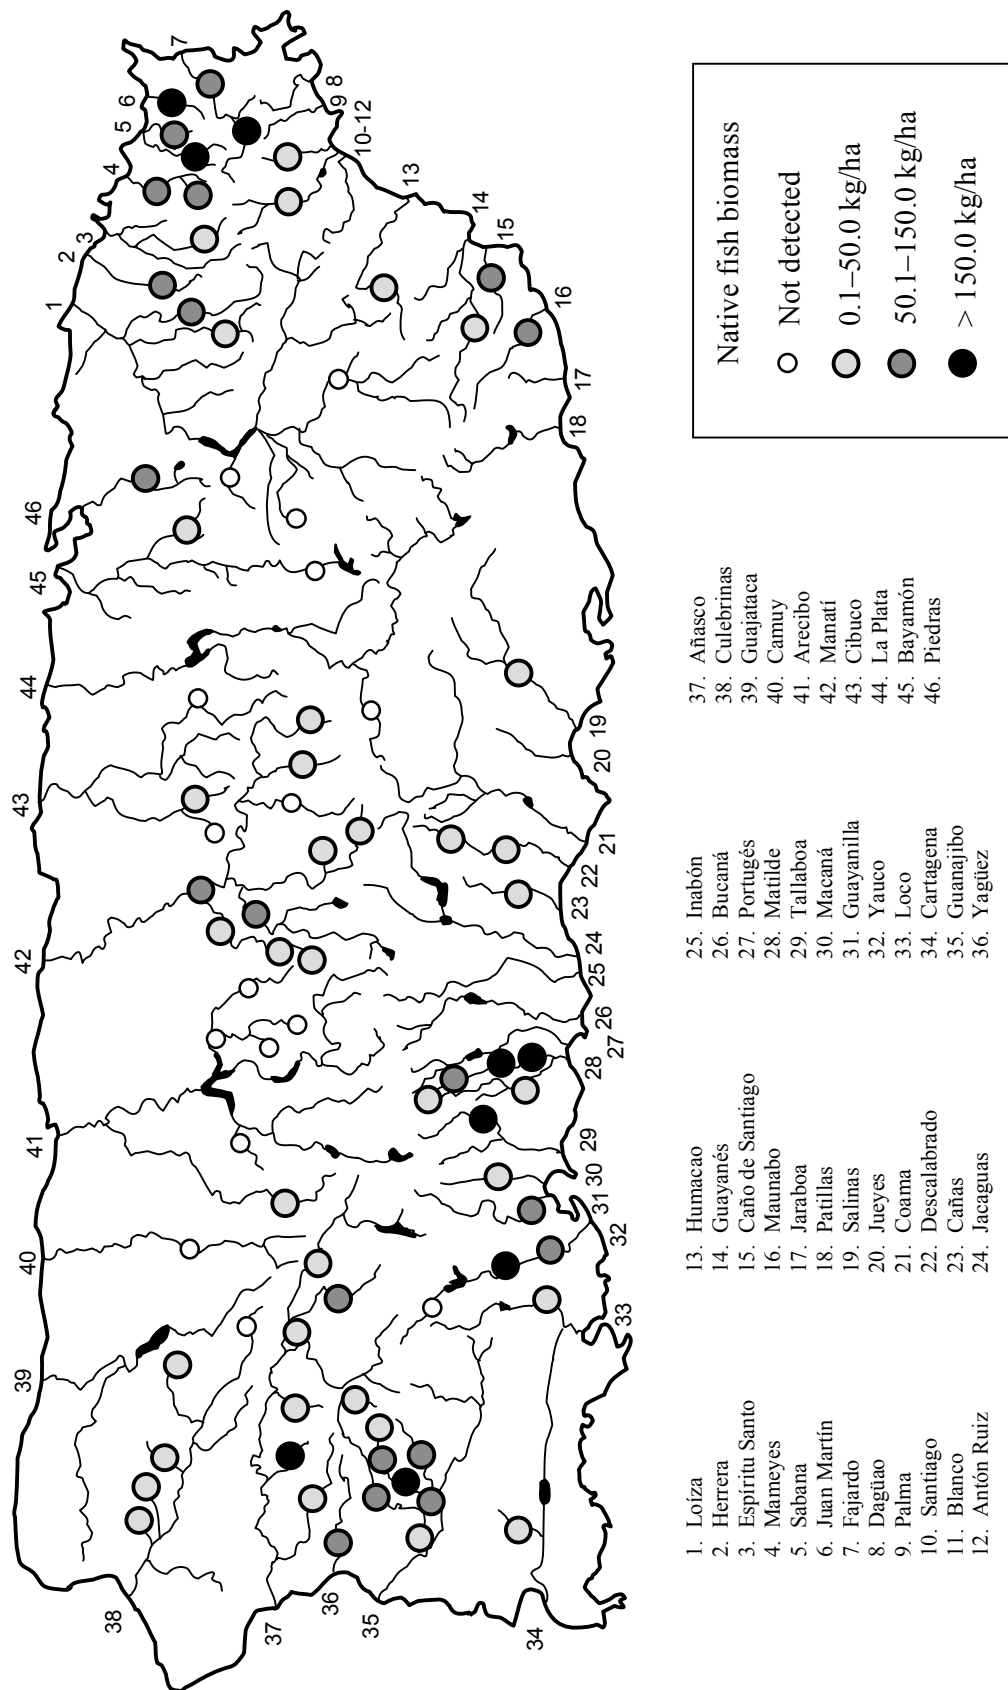 1
2
3
4
5
6
7
8
9
10-12
13
14
15
16
17
18
19
20
21
22
23
24
25
26
27
28
29
30
31
32
33
34
35
36
37
38
39
40
41
42
43
44
45
46
Native fish biomass
Not detected
0.1–50.0 kg/ha
50.1–150.0 kg/ha
> 150.0 kg/ha
1. Loíza
2. Herrera
3. Espíritu Santo
4. Mameyes
5. Sabana
6. Juan Martín
7. Fajardo
8. Dagüao
9. Palma
10. Santiago
11. Blanco
12. Antón Ruiz
13. Humacao
14. Guayanés
15. Caño de Santiago
16. Maunabo
17. Jaraboa
18. Patillas
19. Salinas
20. Jueyes
21. Coama
22. Descalabrado
23. Cañas
24. Jacaguas
25. Inabón
26. Bucaná
27. Portugés
28. Matilde
29. Tallaboa
30. Macaná
31. Guayanilla
32. Yauco
33. Loco
34. Cartagena
35. Guanajibo
36. Yagüez
37. Añasco
38. Culebrinas
39. Guajataca
40. Camuy
41. Arecibo
42. Manatí
43. Cibuco
44. La Plata
45. Bayamón
46. Piedras